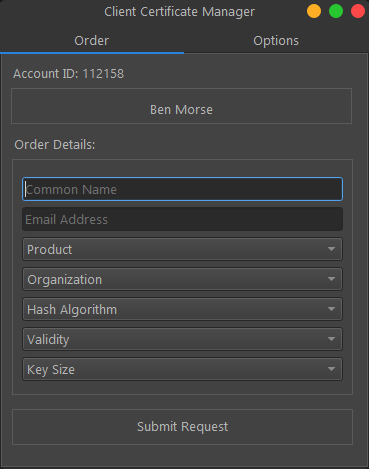 Client Certificate Manager
Order
Options
Account ID: 112158
Ben Morse
Order Details:
Common Name
Email Address
Product
Organization
Hash Algorithm
Validity
Key Size
Submit Request